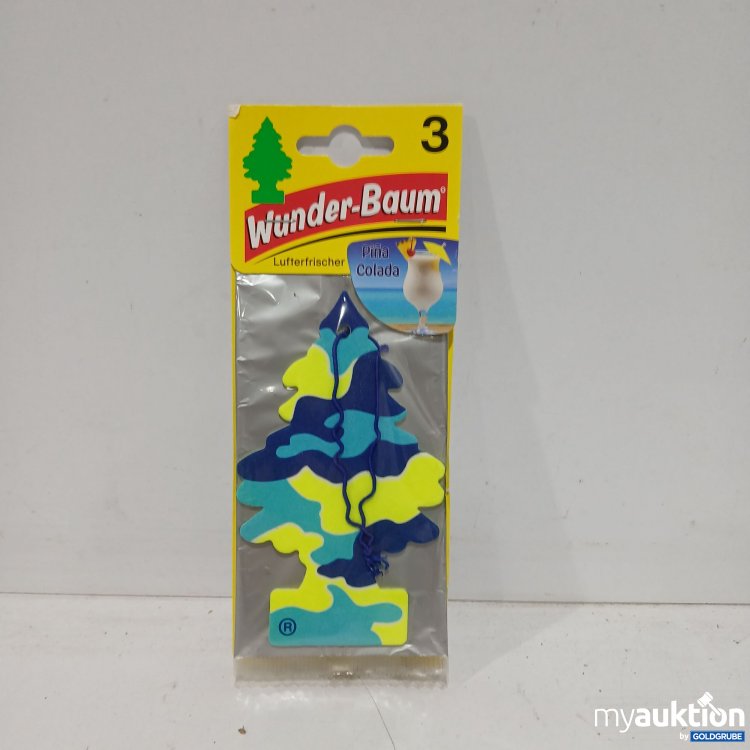 3
Wunder-Baum®
Lufterfrischer
Piña
Colada
®
myauktion
by GOLDGRUBE